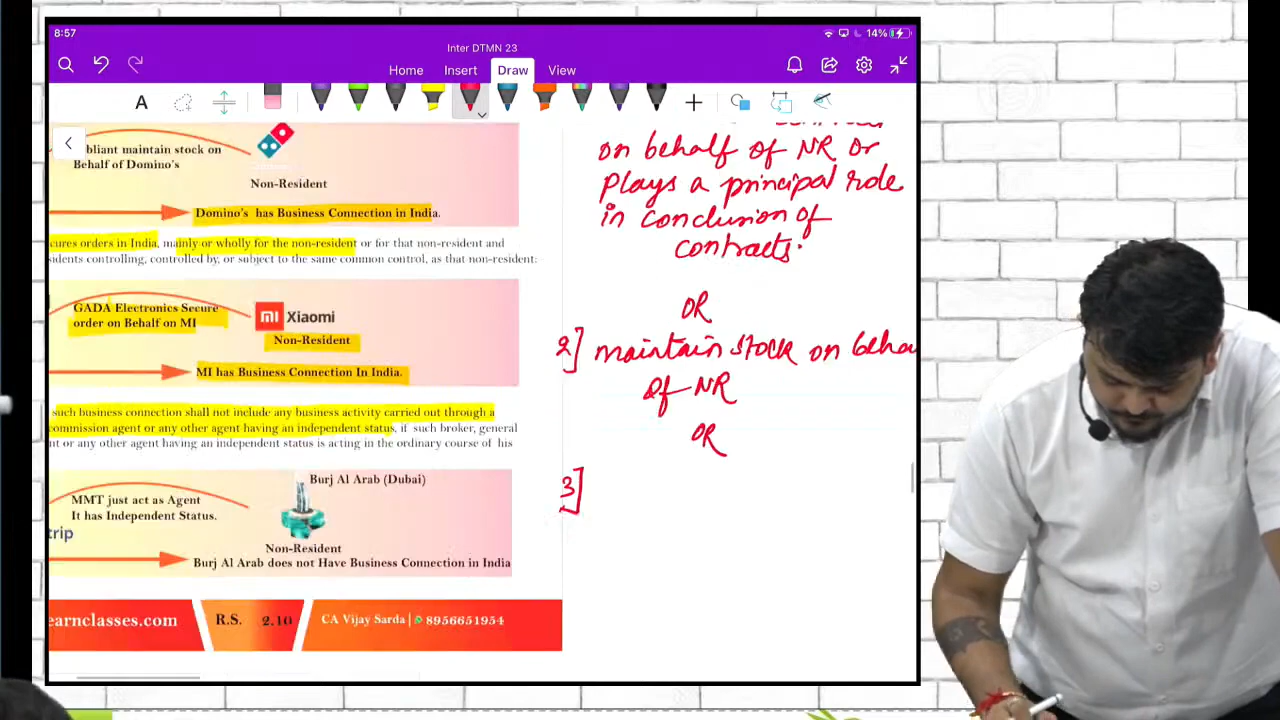 8:57
14%
Inter DTMN 23
Home Insert Draw View
A
bliant maintain stock on
Behalf of Domino's
Non-Resident
Domino's has Business Connection in India.
cures orders in India, mainly or wholly for the non-resident or for that non-resident and
sidents controlling, controlled by, or subject to the same common control, as that non-resident:
GADA Electronics Secure
order on Behalf on MI
mi Xiaomi
Non-Resident
MI has Business Connection In India.
such business connection shall not include any business activity carried out through a
commission agent or any other agent having an independent status, if such broker, general
nt or any other agent having an independent status is acting in the ordinary course of his
Burj Al Arab (Dubai)
MMT just act as Agent
It has Independent Status.
trip
Non-Resident
Burj Al Arab does not Have Business Connection in India
earnclasses.com
R.S. 2.10
CA Vijay Sarda | 8956651954
on behalf of NR or
Plays a principal role
in conclusion of
contracts.
OR
2] maintain stock on beha
of NR
OR
3]